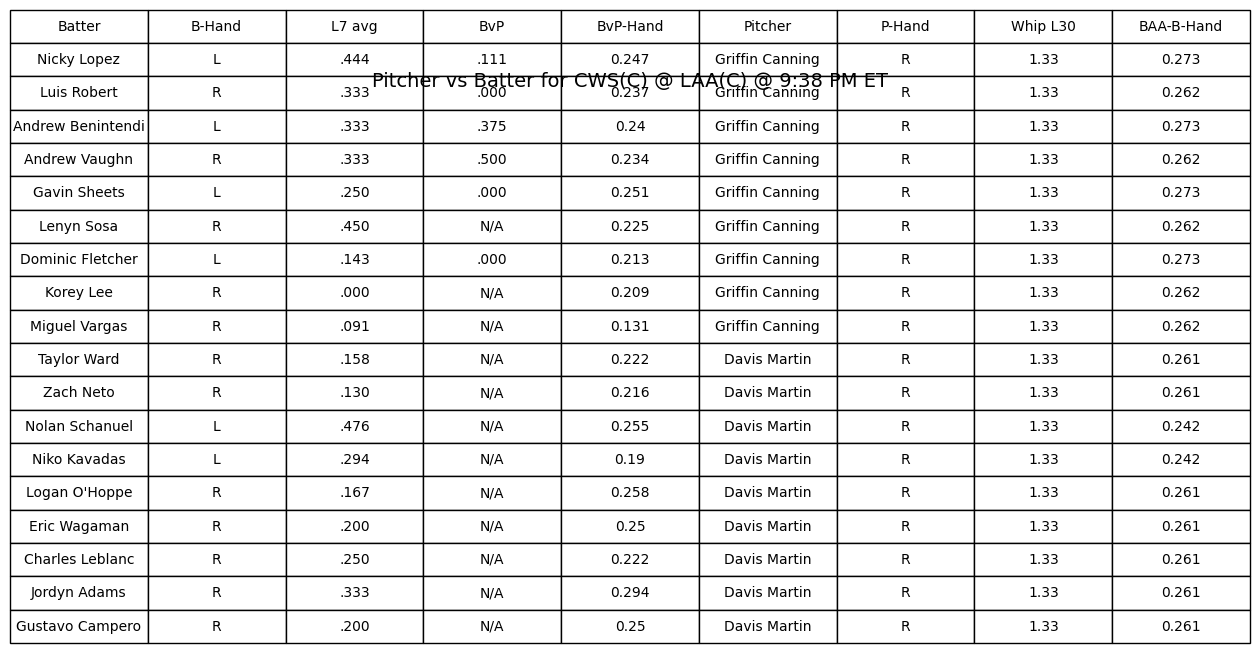 Batter B-Hand L7 avg BvP BvP-Hand Pitcher P-Hand Whip L30 BAA-B-Hand
Nicky Lopez L .444 .111 0.247 Griffin Canning R 1.33 0.273
Pitcher vs Batter for CWS(C) @ LAA(C) @ 9:38 PM ET
Luis Robert R .333 .000 0.237 Griffin Canning R 1.33 0.262
Andrew Benintendi L .333 .375 0.24 Griffin Canning R 1.33 0.273
Andrew Vaughn R .333 .500 0.234 Griffin Canning R 1.33 0.262
Gavin Sheets L .250 .000 0.251 Griffin Canning R 1.33 0.273
Lenyn Sosa R .450 N/A 0.225 Griffin Canning R 1.33 0.262
Dominic Fletcher L .143 .000 0.213 Griffin Canning R 1.33 0.273
Korey Lee R .000 N/A 0.209 Griffin Canning R 1.33 0.262
Miguel Vargas R .091 N/A 0.131 Griffin Canning R 1.33 0.262
Taylor Ward R .158 N/A 0.222 Davis Martin R 1.33 0.261
Zach Neto R .130 N/A 0.216 Davis Martin R 1.33 0.261
Nolan Schanuel L .476 N/A 0.255 Davis Martin R 1.33 0.242
Niko Kavadas L .294 N/A 0.19 Davis Martin R 1.33 0.242
Logan O'Hoppe R .167 N/A 0.258 Davis Martin R 1.33 0.261
Eric Wagaman R .200 N/A 0.25 Davis Martin R 1.33 0.261
Charles Leblanc R .250 N/A 0.222 Davis Martin R 1.33 0.261
Jordyn Adams R .333 N/A 0.294 Davis Martin R 1.33 0.261
Gustavo Campero R .200 N/A 0.25 Davis Martin R 1.33 0.261